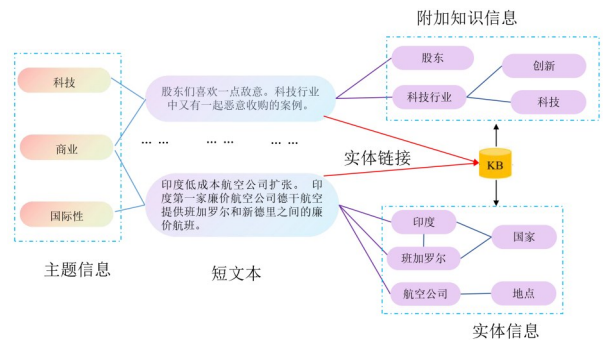 附加知识信息
股东
创新
科技行业
科技
科技
商业
国际性
主题信息
股东们喜欢一点敌意。科技行业
中又有一起恶意收购的案例。
... ... ... ... ... ...
印度低成本航空公司扩张。 印
度第一家廉价航空公司德干航空
提供班加罗尔和新德里之间的廉
价航班。
短文本
实体链接
KB
印度
国家
班加罗尔
航空公司
地点
实体信息